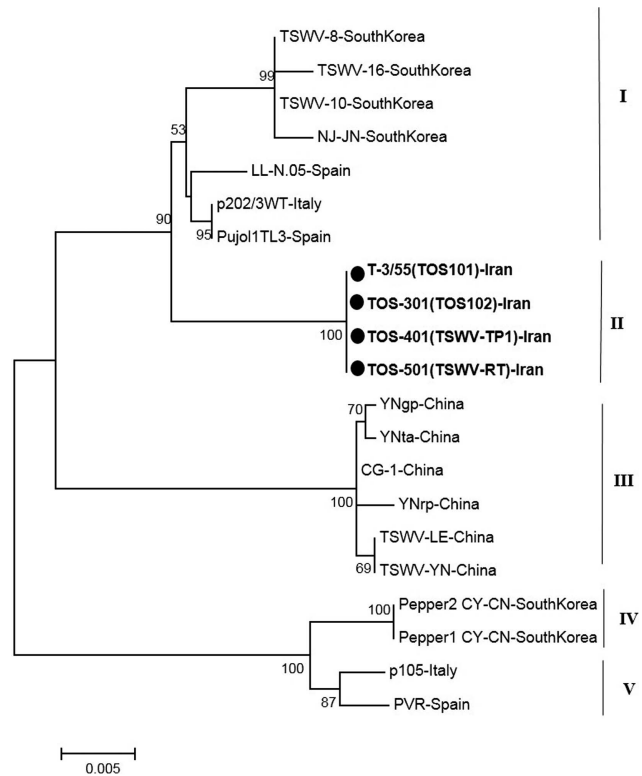 TSWV-8-SouthKorea
99
TSWV-16-SouthKorea
I
TSWV-10-SouthKorea
53
NJ-JN-SouthKorea
LL-N.05-Spain
p202/3WT-Italy
90
95
Pujol1TL3-Spain
T-3/55(TOS101)-Iran
TOS-301(TOS102)-Iran
II
100
TOS-401(TSWV-TP1)-Iran
TOS-501(TSWV-RT)-Iran
70
YNgp-China
YNta-China
CG-1-China
III
100
YNrp-China
TSWV-LE-China
69
TSWV-YN-China
100
Pepper2 CY-CN-SouthKorea
IV
Pepper1 CY-CN-SouthKorea
100
p105-Italy
V
87
PVR-Spain
0.005